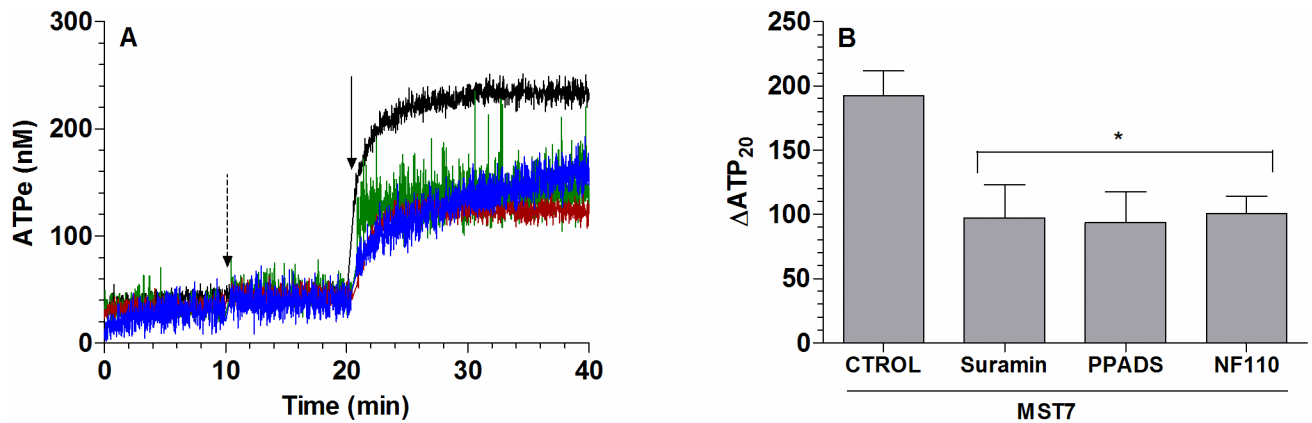 A
ATPe (nM)
300
200
100
0
0 10 20 30 40
Time (min)
B
ΔATP20
250
200
150
100
50
0
*
CTROL Suramin PPADS NF110
MST7